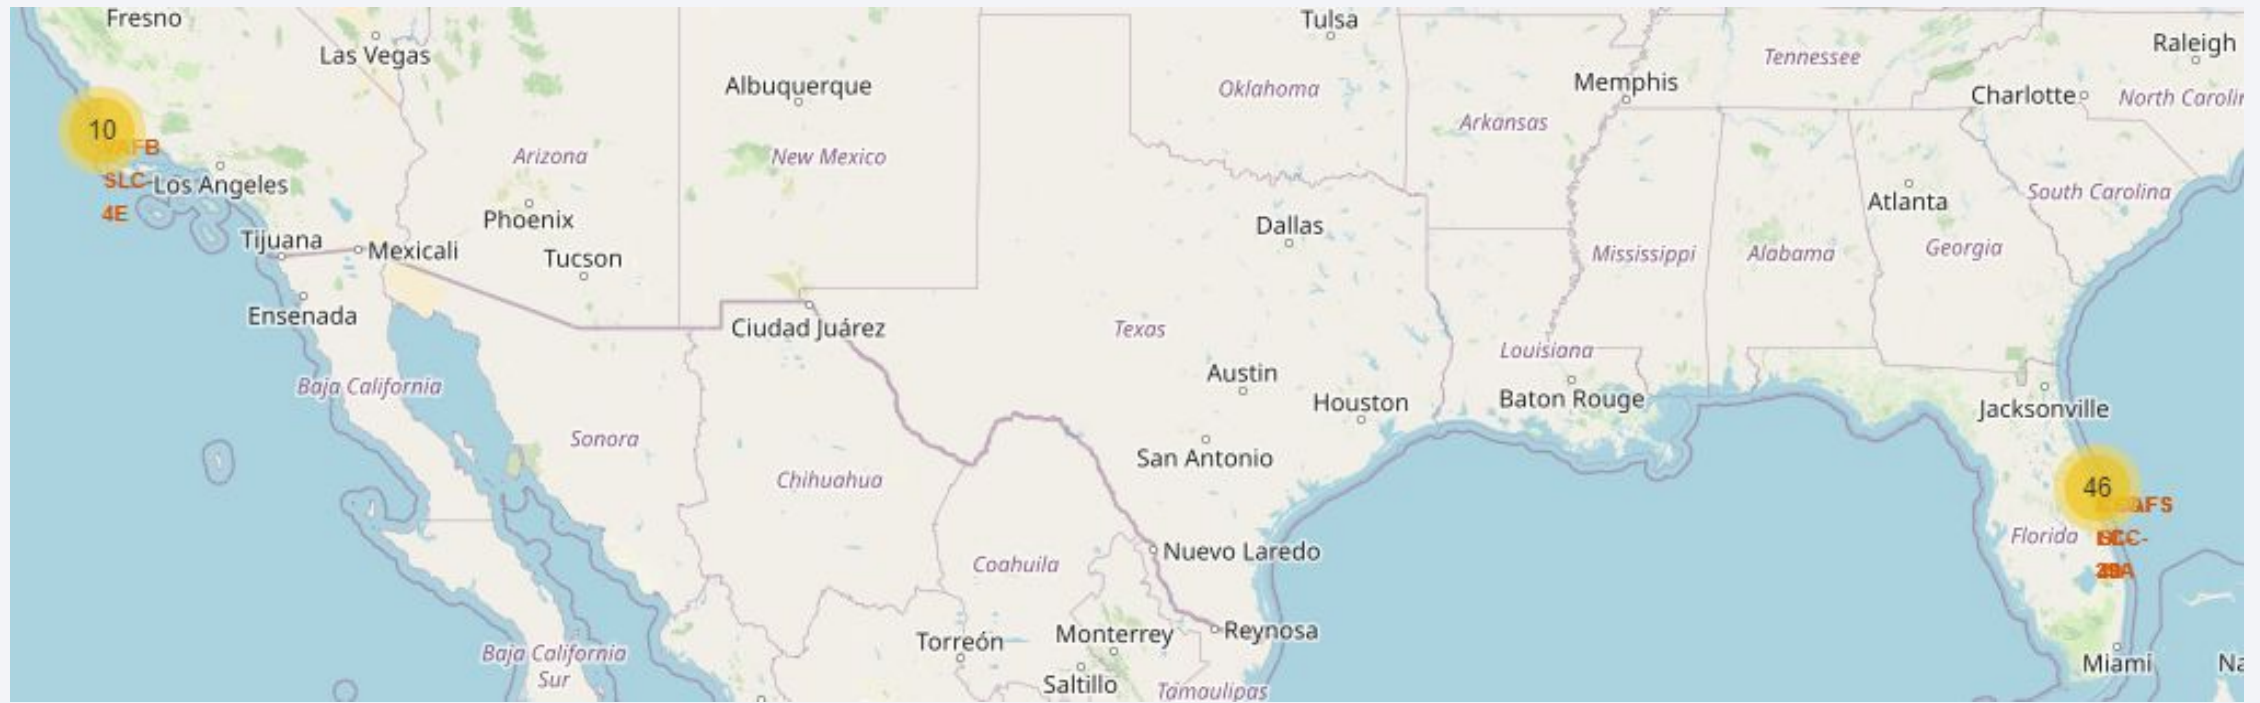 Fresno
Tulsa
Raleigh
Las Vegas
Tennessee
Albuquerque
Memphis
Oklahoma
Charlotte
North Carolin
10
Arkansas
AFB
Arizona
New Mexico
SLC-
Los Angeles
4E
Phoenix
Atlanta
South Carolina
Dallas
Tijuana
Mexicali
Tucson
Mississippi
Alabama
Georgia
Ensenada
Ciudad Juárez
Texas
Louisiana
Baja California
Austin
Houston
Baton Rouge
Jacksonville
Sonora
San Antonio
Chihuahua
46
AFS
Florida
Nuevo Laredo
Coahuila
Reynosa
Torreón
Monterrey
Baja California
Sur
Miami
Na
Saltillo
Tamaulipas